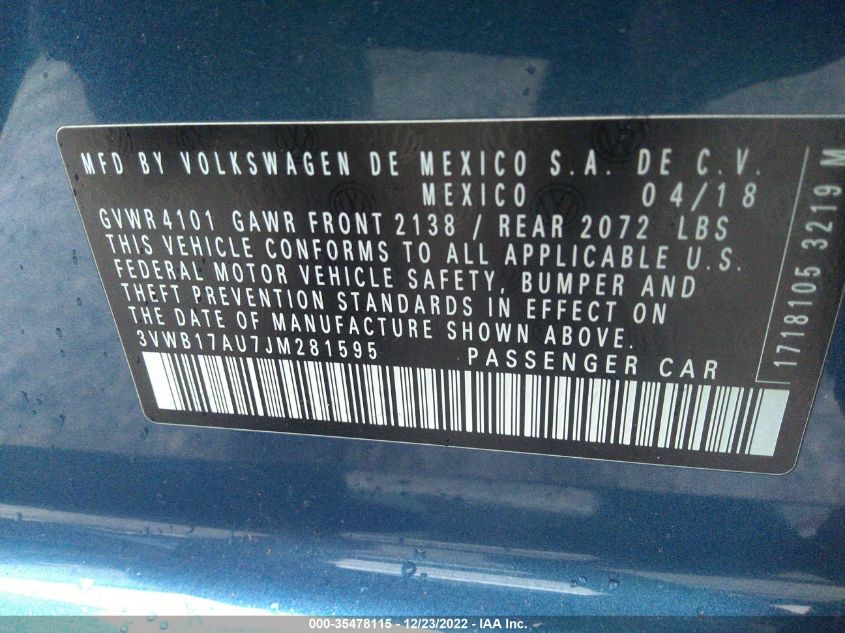 MFD BY VOLKSWAGEN DE MEXICO S.A. DE C.V.
MEXICO 04/18
GVWR 4101 GAWR FRONT 2138 / REAR 2072 LBS
THIS VEHICLE CONFORMS TO ALL APPLICABLE U.S.
FEDERAL MOTOR VEHICLE SAFETY, BUMPER AND
THEFT PREVENTION STANDARDS IN EFFECT ON
THE DATE OF MANUFACTURE SHOWN ABOVE.
3VWB17AU7JM281595 PASSENGER CAR
1718105 3219 M
000-35478115 - 12/23/2022 - IAA Inc.